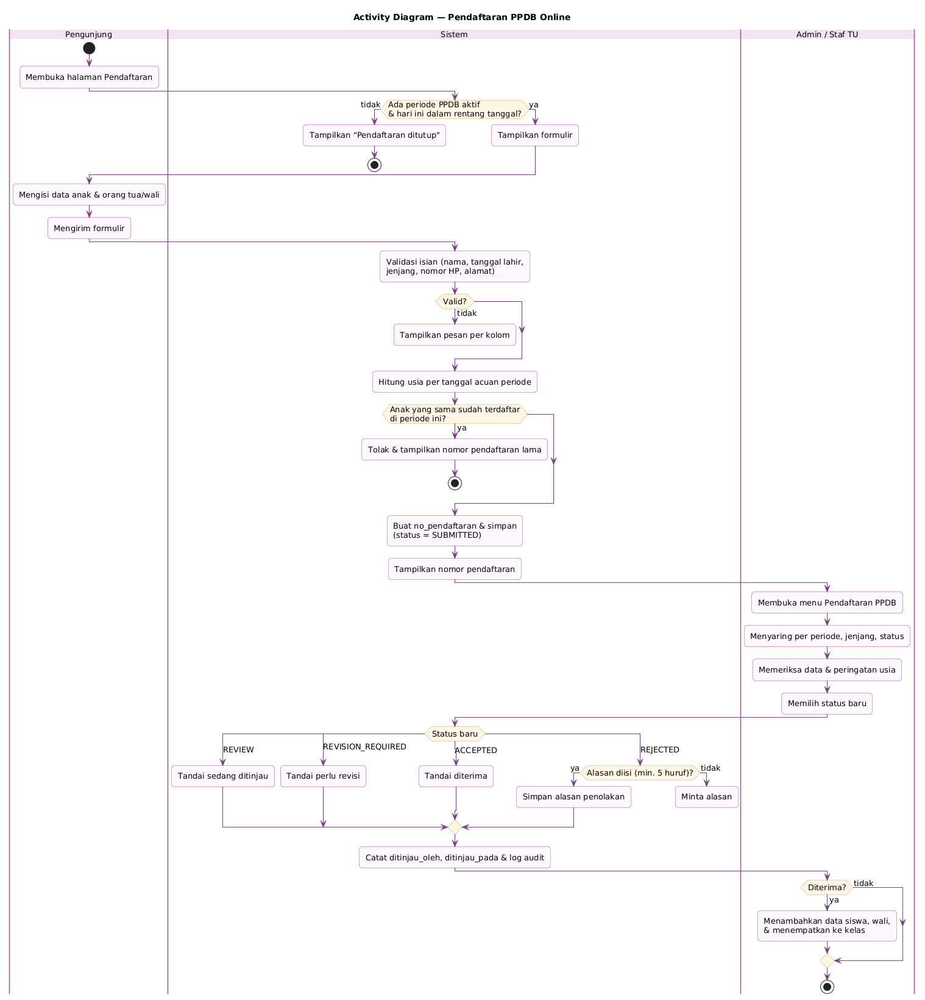 Activity Diagram — Pendaftaran PPDB Online
Pengunjung
Sistem
Admin / Staf TU
Membuka halaman Pendaftaran
tidak
Ada periode PPDB aktif
& hari ini dalam rentang tanggal?
ya
Tampilkan "Pendaftaran ditutup"
Tampilkan formulir
Mengisi data anak & orang tua/wali
Mengirim formulir
Validasi isian (nama, tanggal lahir,
jenjang, nomor HP, alamat)
Valid?
tidak
Tampilkan pesan per kolom
Hitung usia per tanggal acuan periode
Anak yang sama sudah terdaftar
di periode ini?
ya
Tolak & tampilkan nomor pendaftaran lama
Buat no_pendaftaran & simpan
(status = SUBMITTED)
Tampilkan nomor pendaftaran
Membuka menu Pendaftaran PPDB
Menyaring per periode, jenjang, status
Memeriksa data & peringatan usia
Memilih status baru
Status baru
REVIEW
REVISION_REQUIRED
ACCEPTED
REJECTED
Tandai sedang ditinjau
Tandai perlu revisi
Tandai diterima
ya
Alasan diisi (min. 5 huruf)?
tidak
Simpan alasan penolakan
Minta alasan
Catat ditinjau_oleh, ditinjau_pada & log audit
Diterima?
tidak
ya
Menambahkan data siswa, wali,
& menempatkan ke kelas